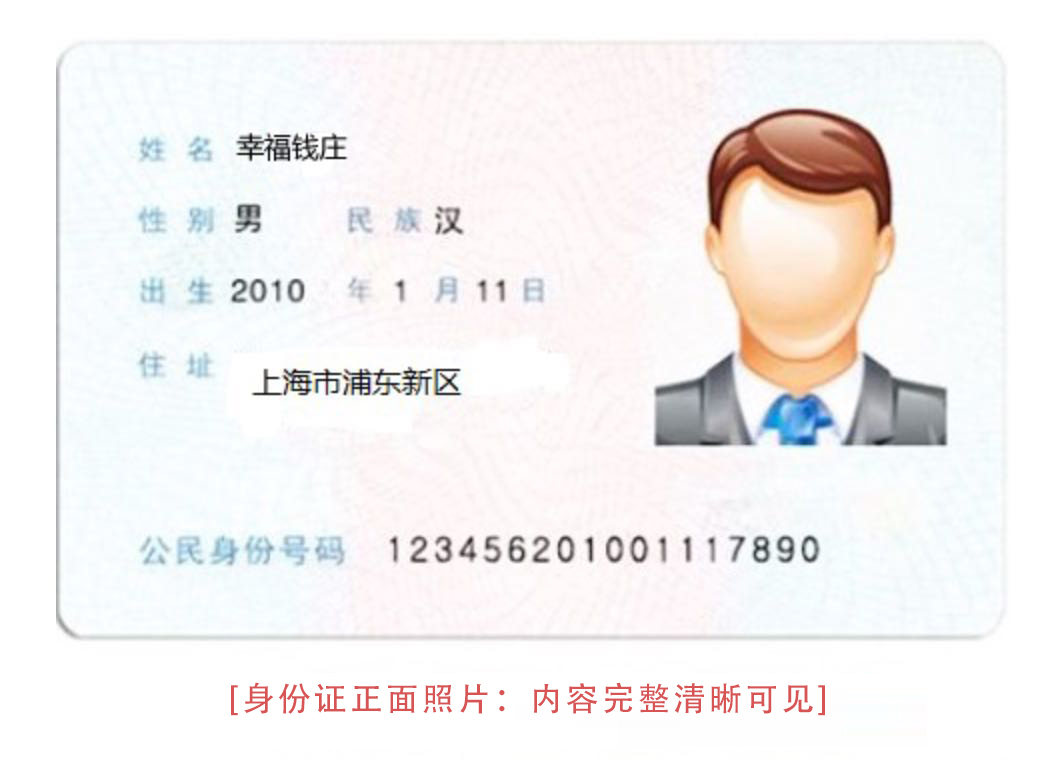 姓 名 幸福钱庄
性 别 男 民 族 汉
出 生 2010 年 1 月 11 日
住 址 上海市浦东新区
公民身份号码 123456201001117890
[身份证正面照片：内容完整清晰可见]